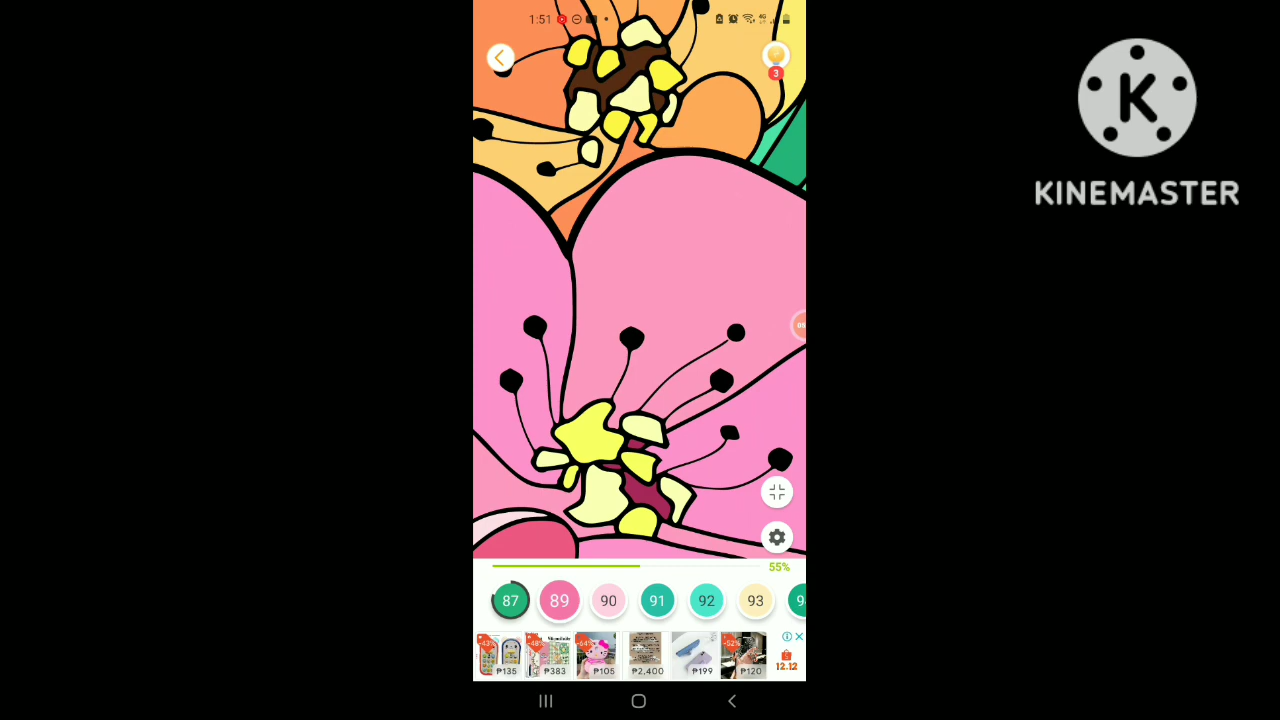 1:51
3
KINEMASTER
55%
87 89 90 91 92 93
₱135 ₱383 ₱105 ₱2,400 ₱199 ₱120
12.12